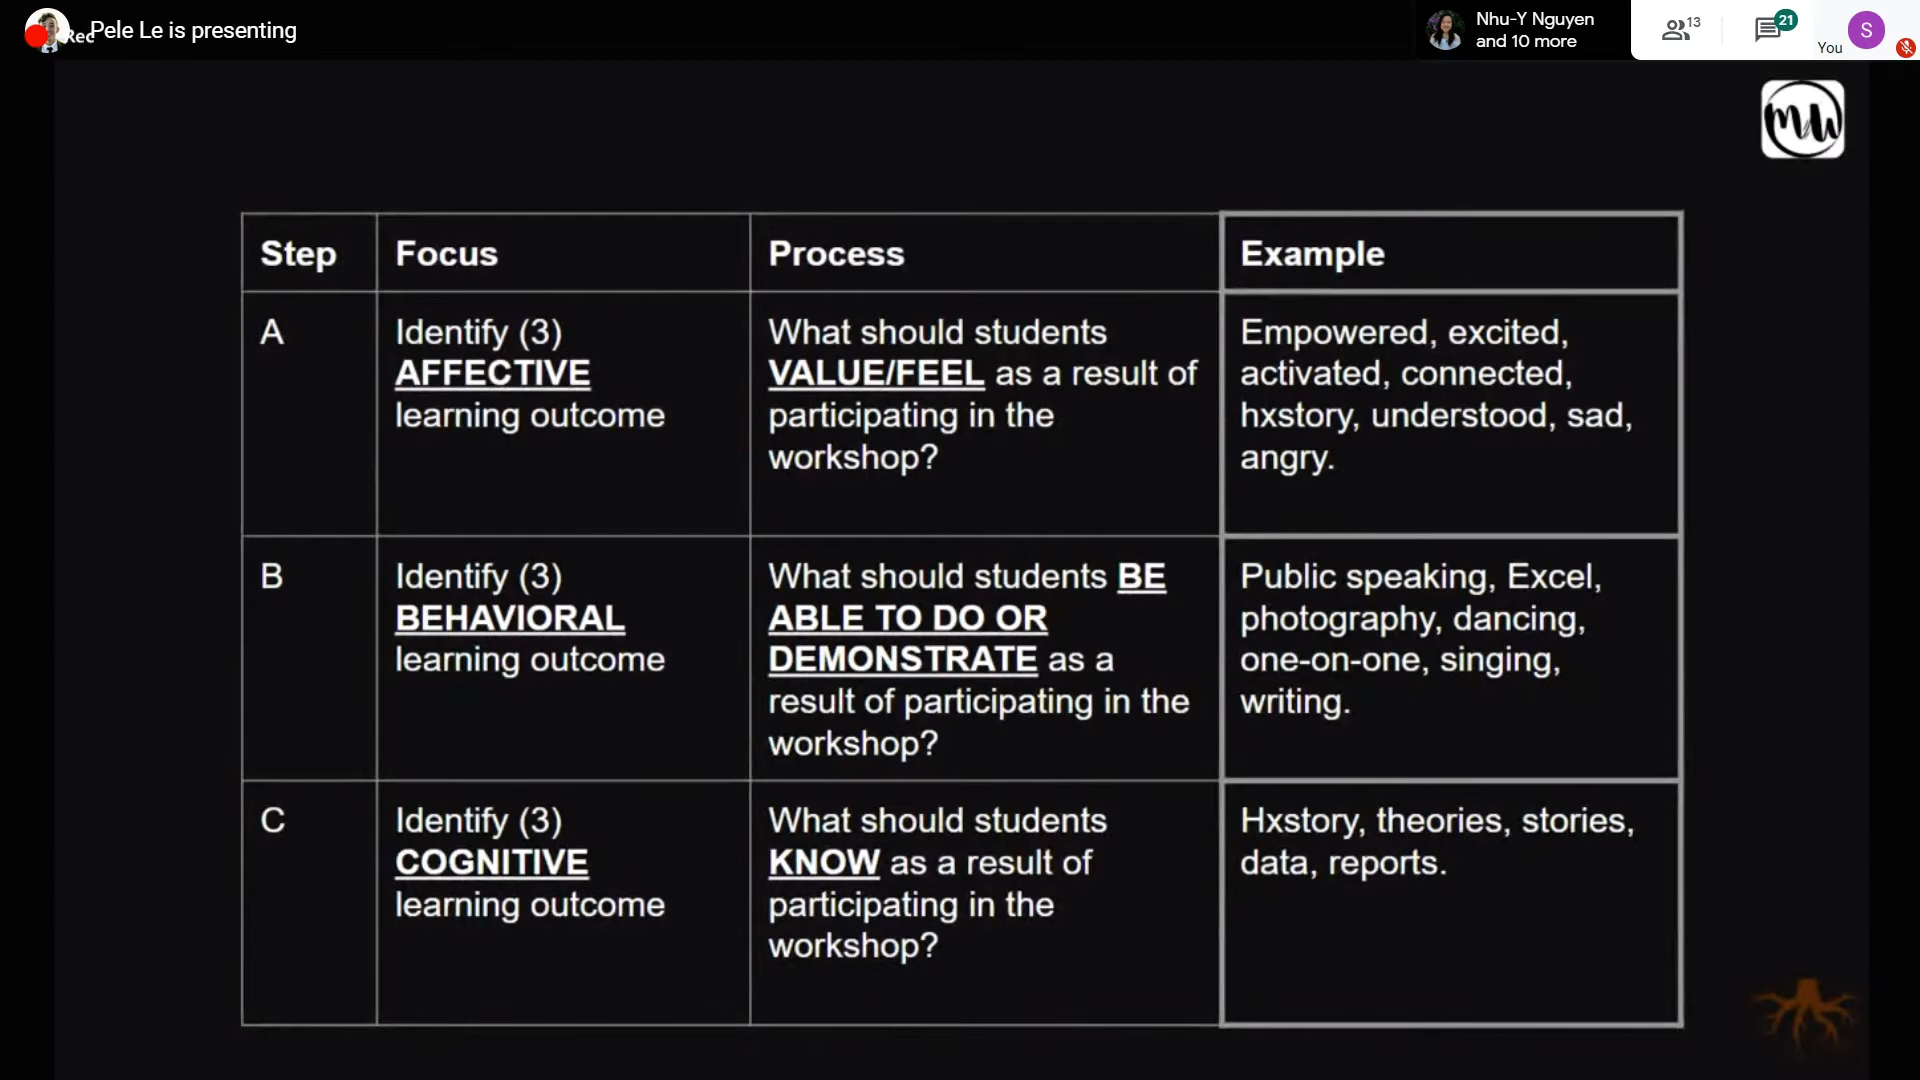 Rec
Pele Le is presenting
Nhu-Y Nguyen
and 10 more
13
21
You
S
MW
Step
Focus
Process
Example
A
Identify (3)
AFFECTIVE
learning outcome
What should students
VALUE/FEEL as a result of
participating in the
workshop?
Empowered, excited,
activated, connected,
hxstory, understood, sad,
angry.
B
Identify (3)
BEHAVIORAL
learning outcome
What should students BE
ABLE TO DO OR
DEMONSTRATE as a
result of participating in the
workshop?
Public speaking, Excel,
photography, dancing,
one-on-one, singing,
writing.
C
Identify (3)
COGNITIVE
learning outcome
What should students
KNOW as a result of
participating in the
workshop?
Hxstory, theories, stories,
data, reports.